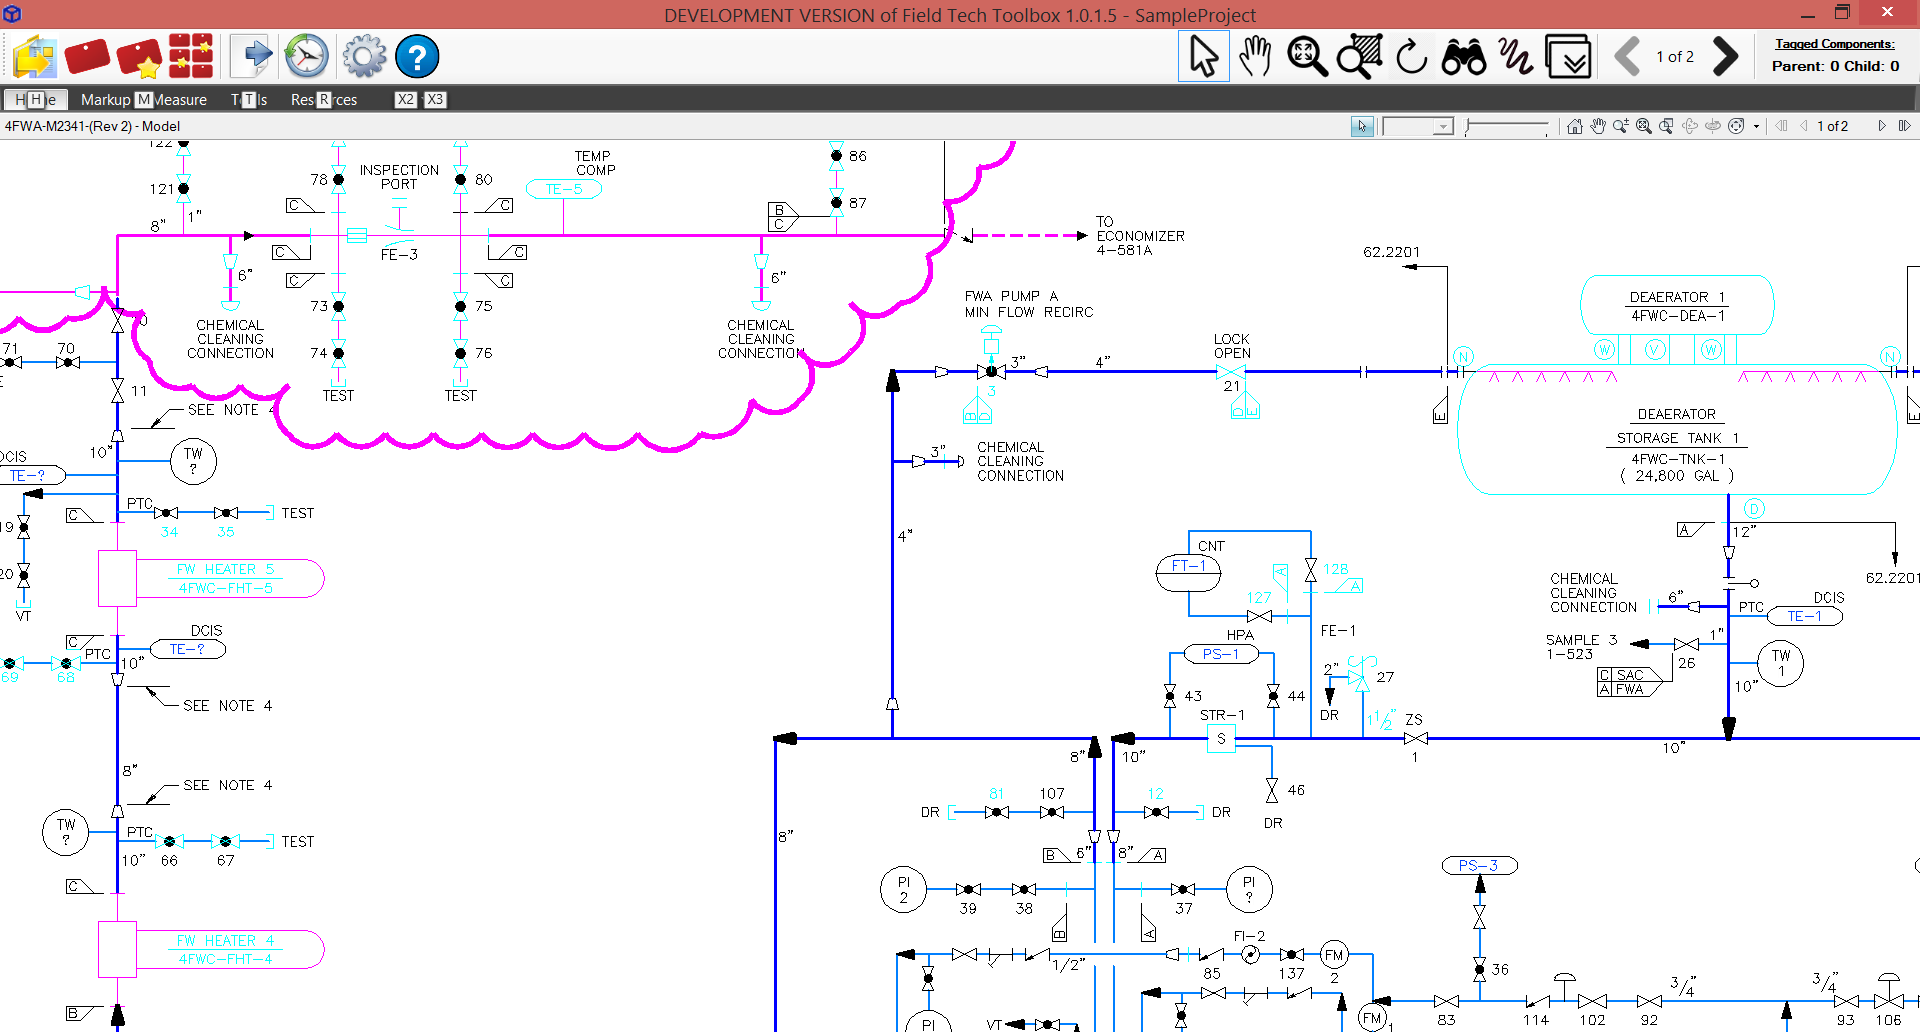 DEVELOPMENT VERSION of Field Tech Toolbox 1.0.1.5 - SampleProject
1 of 2
Tagged Components:
Parent: 0 Child: 0
H
Markup
M
Measure
T
R
X2
X3
4FWA-M2341-(Rev 2) - Model
1 of 2
122
121
1"
8"
78
INSPECTION
PORT
80
TEMP
COMP
TE-5
86
87
B
C
C
C
C
C
C
C
FE-3
6"
6"
TO
ECONOMIZER
4-581A
CHEMICAL
CLEANING
CONNECTION
73
75
74
76
TEST
TEST
CHEMICAL
CLEANING
CONNECTION
71
70
11
SEE NOTE 4
10"
TW
?
DCIS
TE-?
PTC
34
35
TEST
C
19
20
VT
FW HEATER 5
4FWC-FHT-5
C
PTC
DCIS
TE-?
10"
69
68
SEE NOTE 4
8"
SEE NOTE 4
TW
?
PTC
10"
66
67
TEST
C
FW HEATER 4
4FWC-FHT-4
B
FWA PUMP A
MIN FLOW RECIRC
3"
3
B
D
4"
LOCK
OPEN
21
D
E
3"
CHEMICAL
CLEANING
CONNECTION
4"
62.2201
DEAERATOR 1
4FWC-DEA-1
N
W
V
W
N
E
E
DEAERATOR
STORAGE TANK 1
4FWC-TNK-1
( 24,800 GAL )
D
A
12"
62.2201
CHEMICAL
CLEANING
CONNECTION
6"
PTC
DCIS
TE-1
SAMPLE 3
1-523
1"
26
C SAC
A FWA
TW
1
10"
10"
CNT
FT-1
A
128
A
127
FE-1
HPA
PS-1
43
44
2"
27
DR
1 1/2"
STR-1
S
ZS
1
8"
10"
46
DR
8"
DR
81
107
12
DR
B
6"
8"
A
PI
2
39
38
37
PI
?
B
A
1/2"
85
FI-2
137
FM
2
PI
VT
FM
1
PS-3
36
83
114
102
92
3/4"
3/4"
93
106